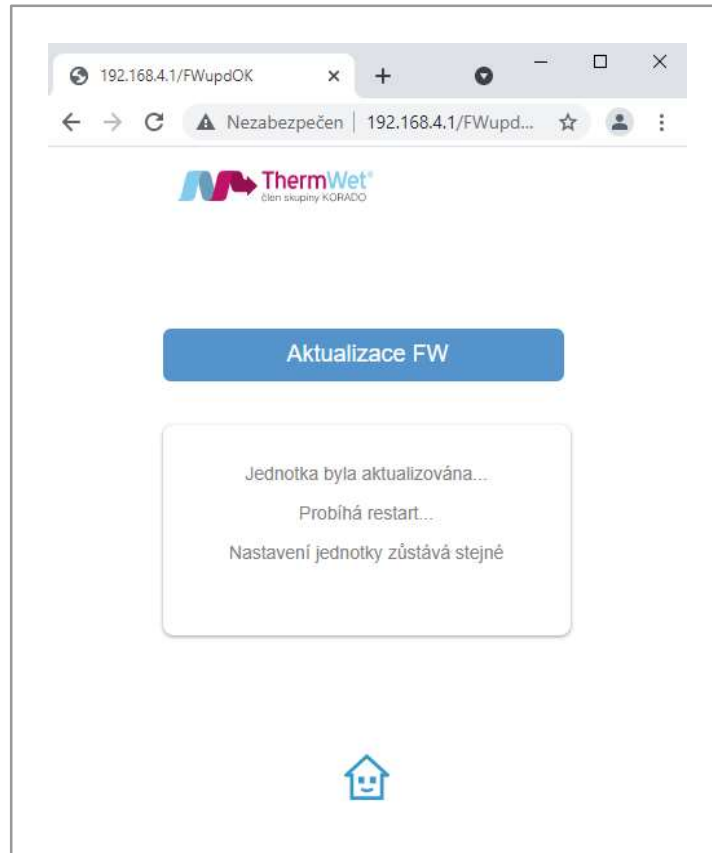 192.168.4.1/FWupdOK
Nezabezpečen | 192.168.4.1/FWupd...
ThermWet®
člen skupiny KORADO
Aktualizace FW
Jednotka byla aktualizována...
Probíhá restart...
Nastavení jednotky zůstává stejné